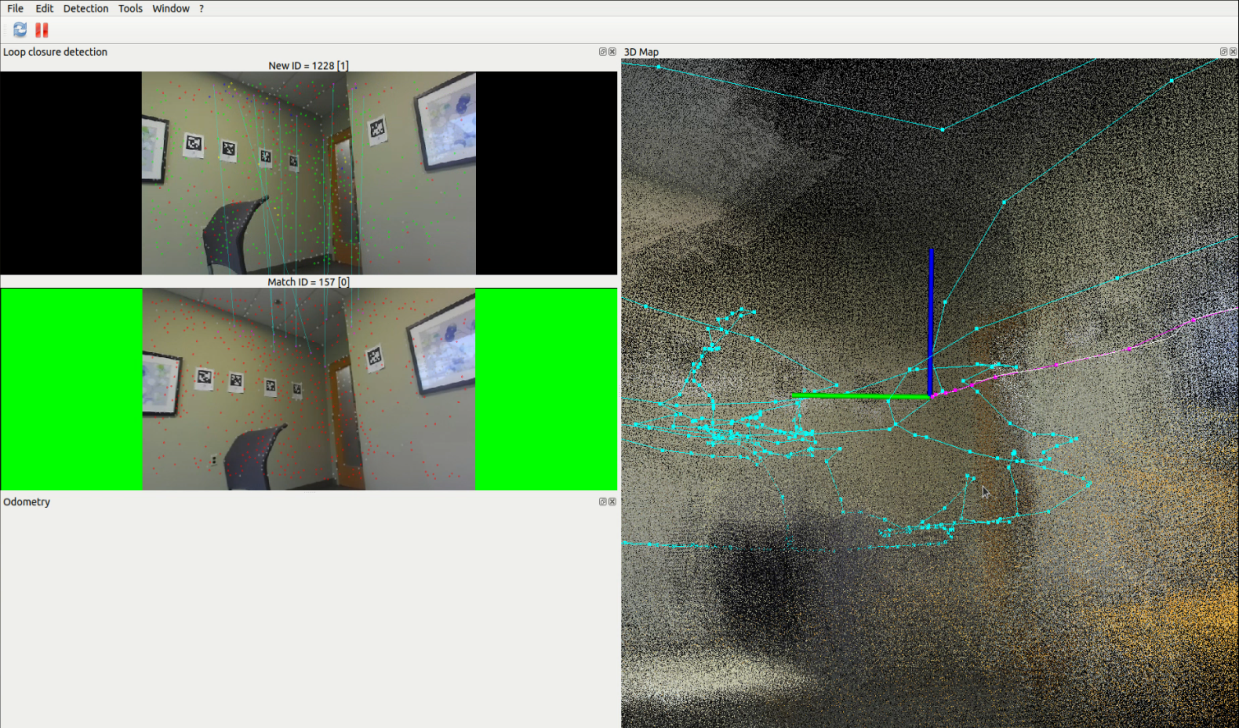 File Edit Detection Tools Window ?
Loop closure detection
New ID = 1228 [1]
Match ID = 157 [0]
Odometry
3D Map